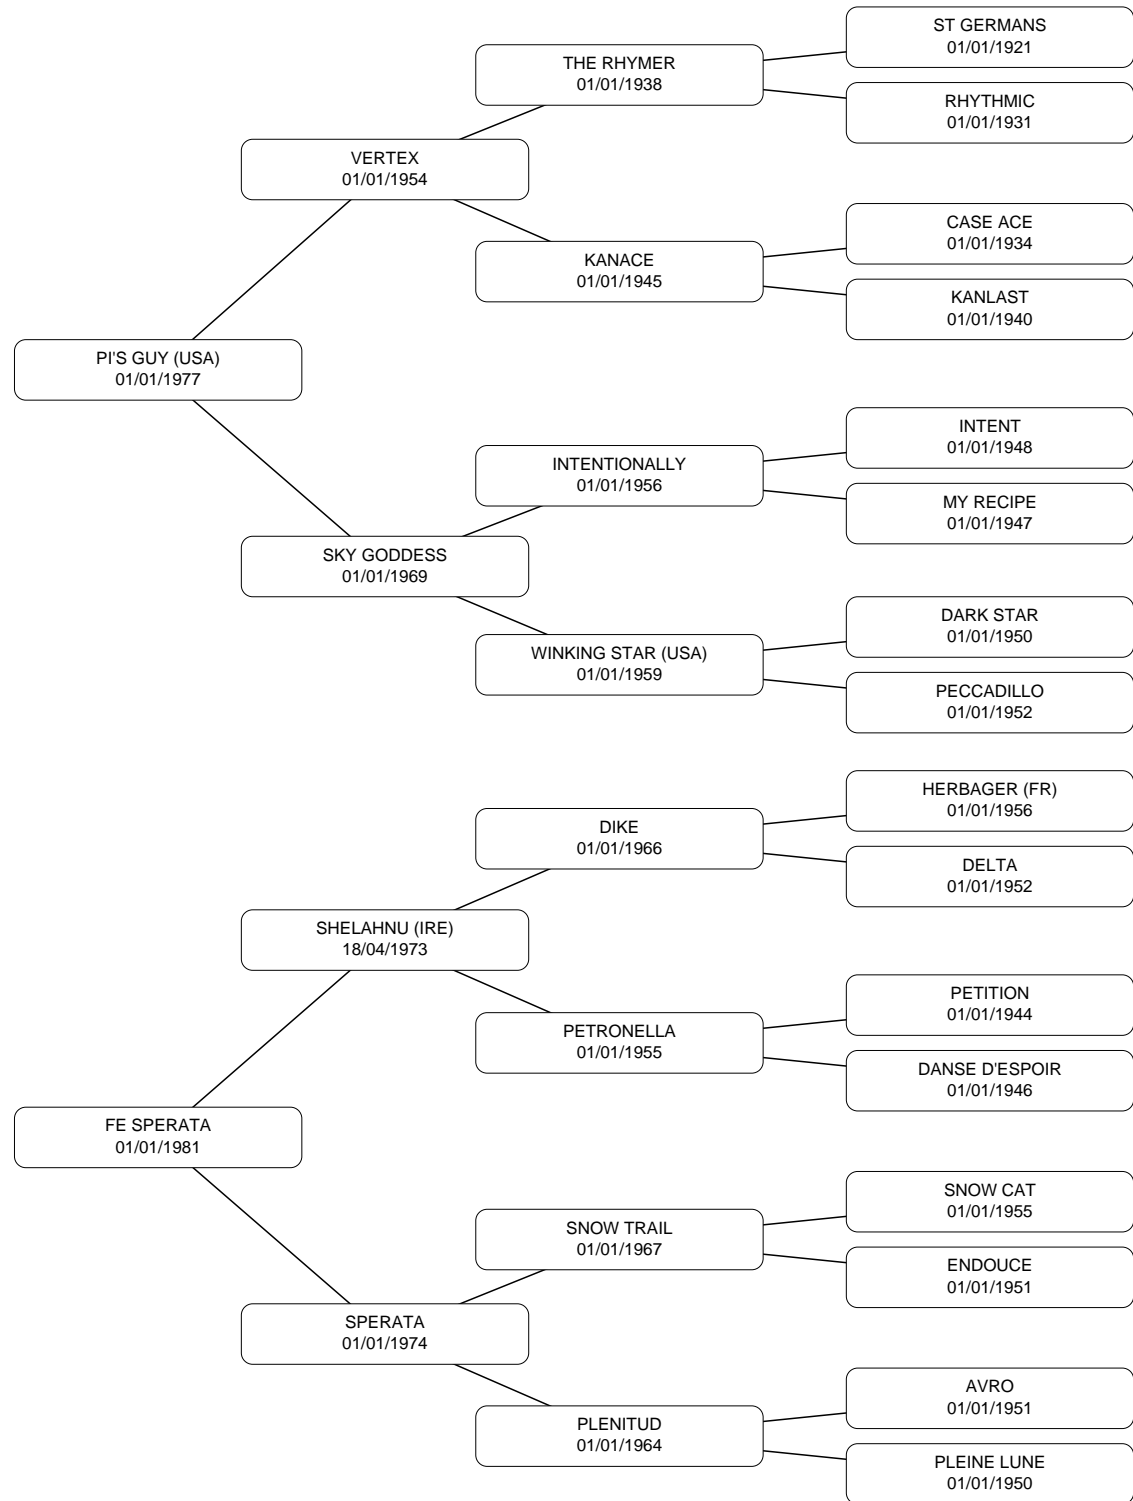 ST GERMANS
01/01/1921
THE RHYMER
01/01/1938
RHYTHMIC
01/01/1931
VERTEX
01/01/1954
CASE ACE
01/01/1934
KANACE
01/01/1945
KANLAST
01/01/1940
PI'S GUY (USA)
01/01/1977
INTENT
01/01/1948
INTENTIONALLY
01/01/1956
MY RECIPE
01/01/1947
SKY GODDESS
01/01/1969
DARK STAR
01/01/1950
WINKING STAR (USA)
01/01/1959
PECCADILLO
01/01/1952
HERBAGER (FR)
01/01/1956
DIKE
01/01/1966
DELTA
01/01/1952
SHELAHNU (IRE)
18/04/1973
PETITION
01/01/1944
PETRONELLA
01/01/1955
DANSE D'ESPOIR
01/01/1946
FE SPERATA
01/01/1981
SNOW CAT
01/01/1955
SNOW TRAIL
01/01/1967
ENDOUCE
01/01/1951
SPERATA
01/01/1974
AVRO
01/01/1951
PLENITUD
01/01/1964
PLEINE LUNE
01/01/1950